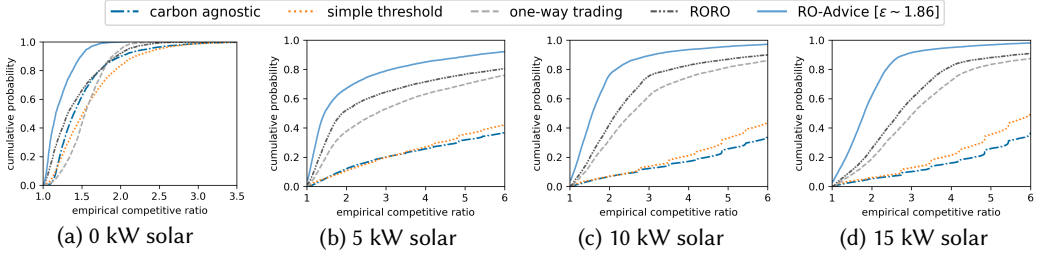 carbon agnostic simple threshold one-way trading RORO RO-Advice [ε ~ 1.86]
cumulative probability
1.0
0.8
0.6
0.4
0.2
0.0
1.0 1.5 2.0 2.5 3.0 3.5
empirical competitive ratio
(a) 0 kW solar
cumulative probability
1.0
0.8
0.6
0.4
0.2
0.0
1 2 3 4 5 6
empirical competitive ratio
(b) 5 kW solar
cumulative probability
1.0
0.8
0.6
0.4
0.2
0.0
1 2 3 4 5 6
empirical competitive ratio
(c) 10 kW solar
cumulative probability
1.0
0.8
0.6
0.4
0.2
0.0
1 2 3 4 5 6
empirical competitive ratio
(d) 15 kW solar